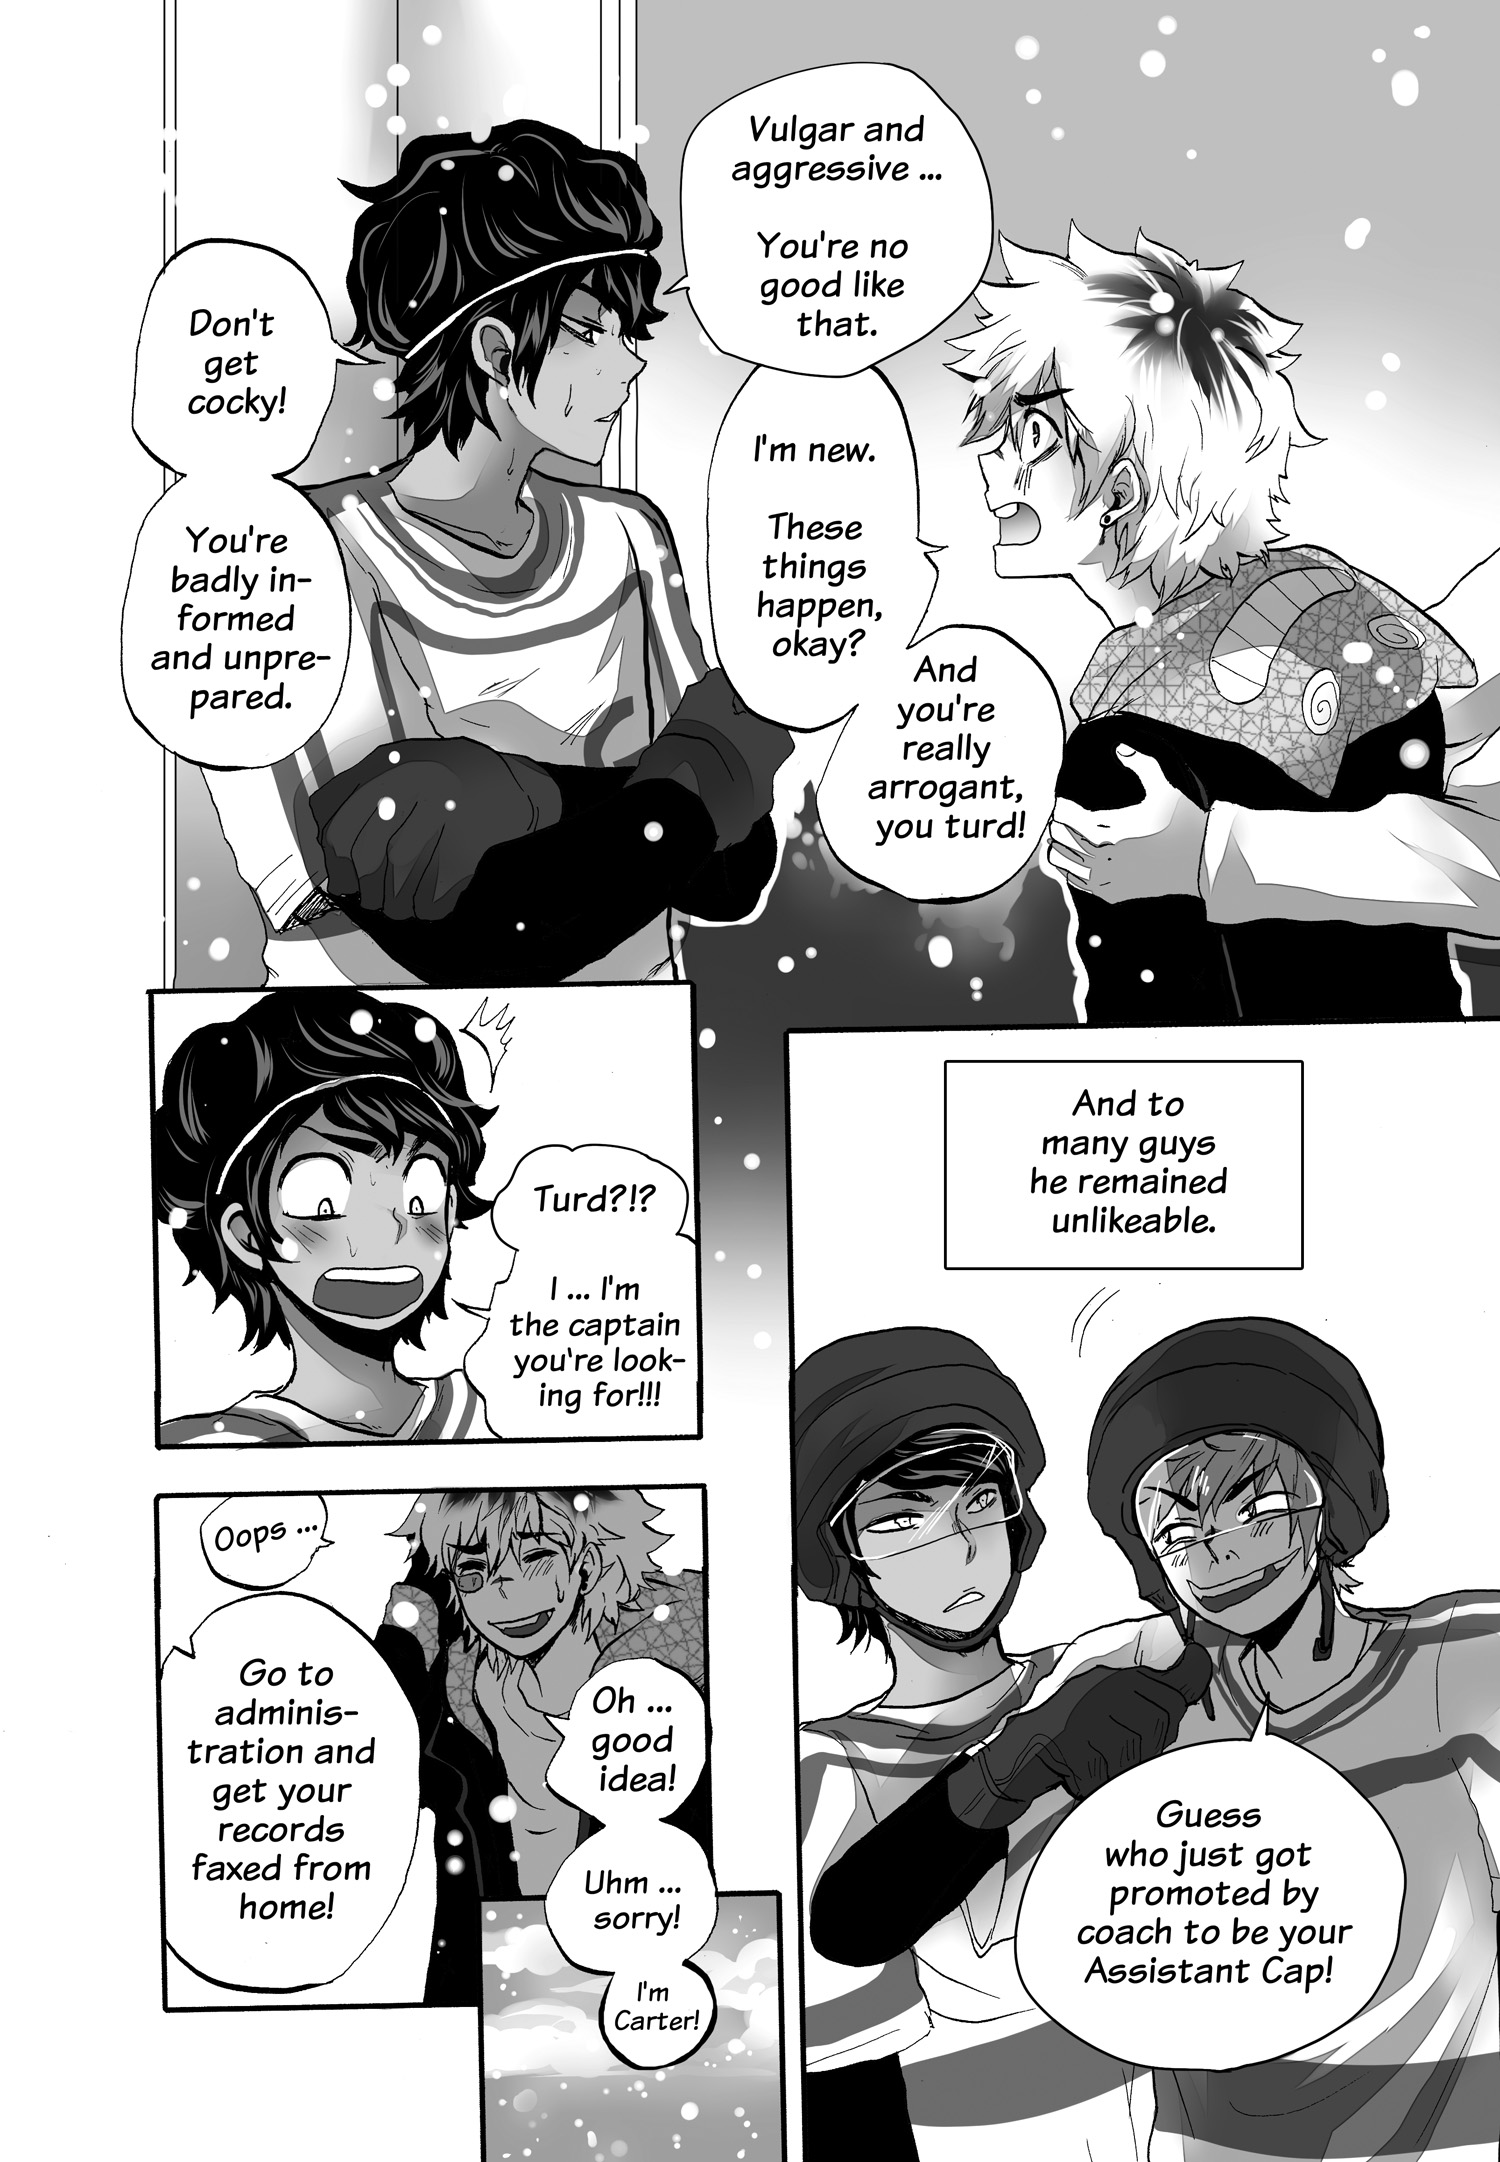 Don't
get
cocky!
You're
badly in-
formed
and unpre-
pared.
Vulgar and
aggressive ...
You're no
good like
that.
I'm new.
These
things
happen,
okay?
And
you're
really
arrogant,
you turd!
Turd?!?
I ... I'm
the captain
you're look-
ing for!!!
Oops ...
Go to
adminis-
tration and
get your
records
faxed from
home!
Oh ...
good
idea!
Uhm ...
sorry!
I'm
Carter!
And to
many guys
he remained
unlikeable.
Guess
who just got
promoted by
coach to be your
Assistant Cap!